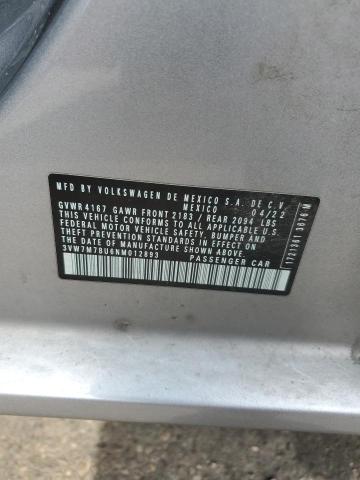 MFD BY VOLKSWAGEN DE MEXICO S.A. DE C.V.
MEXICO 04/22
GVWR 4167 GAWR FRONT 2183 / REAR 2094 LBS
THIS VEHICLE CONFORMS TO ALL APPLICABLE U.S.
FEDERAL MOTOR VEHICLE SAFETY, BUMPER AND
THEFT PREVENTION STANDARDS IN EFFECT ON THE
DATE OF MANUFACTURE SHOWN ABOVE.
3VW7M7BU6NM012893
PASSENGER CAR
1721361 3076 M